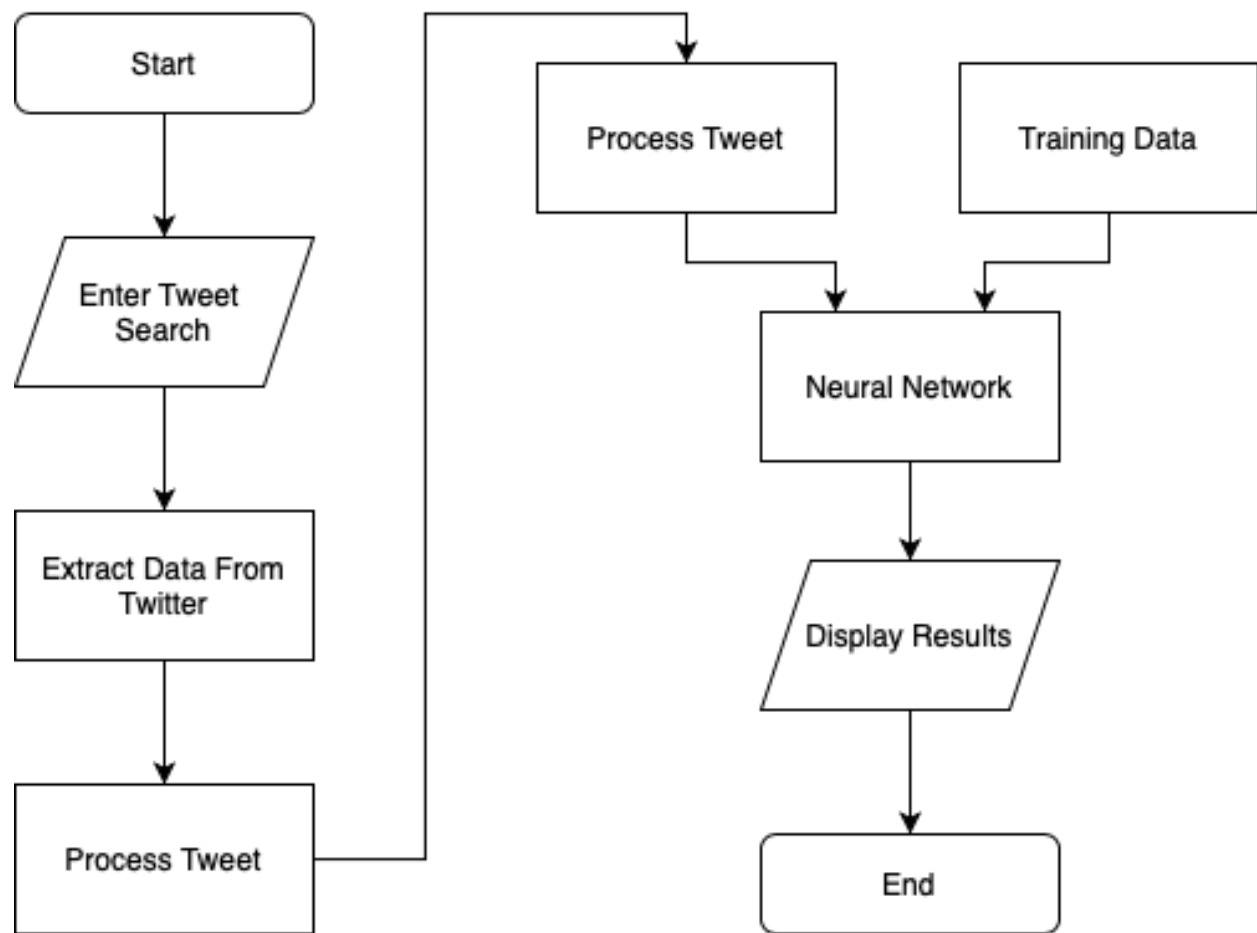 Start
Enter Tweet
Search
Extract Data From
Twitter
Process Tweet
Process Tweet
Training Data
Neural Network
Display Results
End